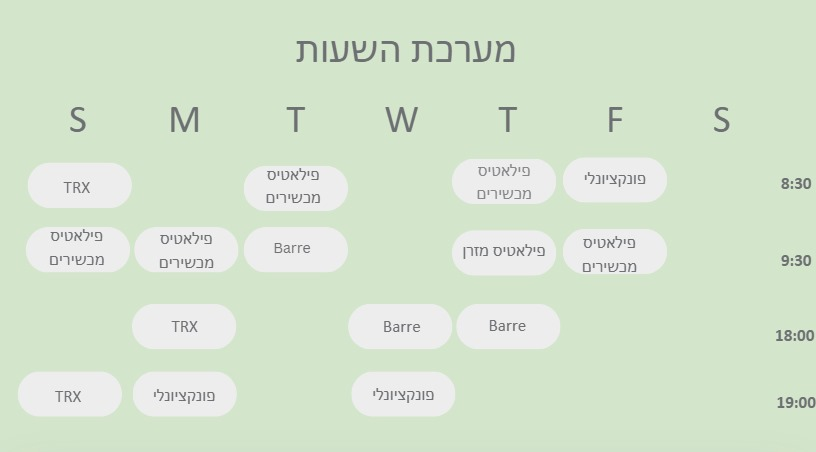 מערכת השעות
S M T W T F S
TRX
פילאטיס
מכשירים
פילאטיס
מכשירים
פונקציונלי
8:30
פילאטיס
מכשירים
פילאטיס
מכשירים
Barre
פילאטיס מזרן
פילאטיס
מכשירים
9:30
TRX
Barre
Barre
18:00
TRX
פונקציונלי
פונקציונלי
19:00